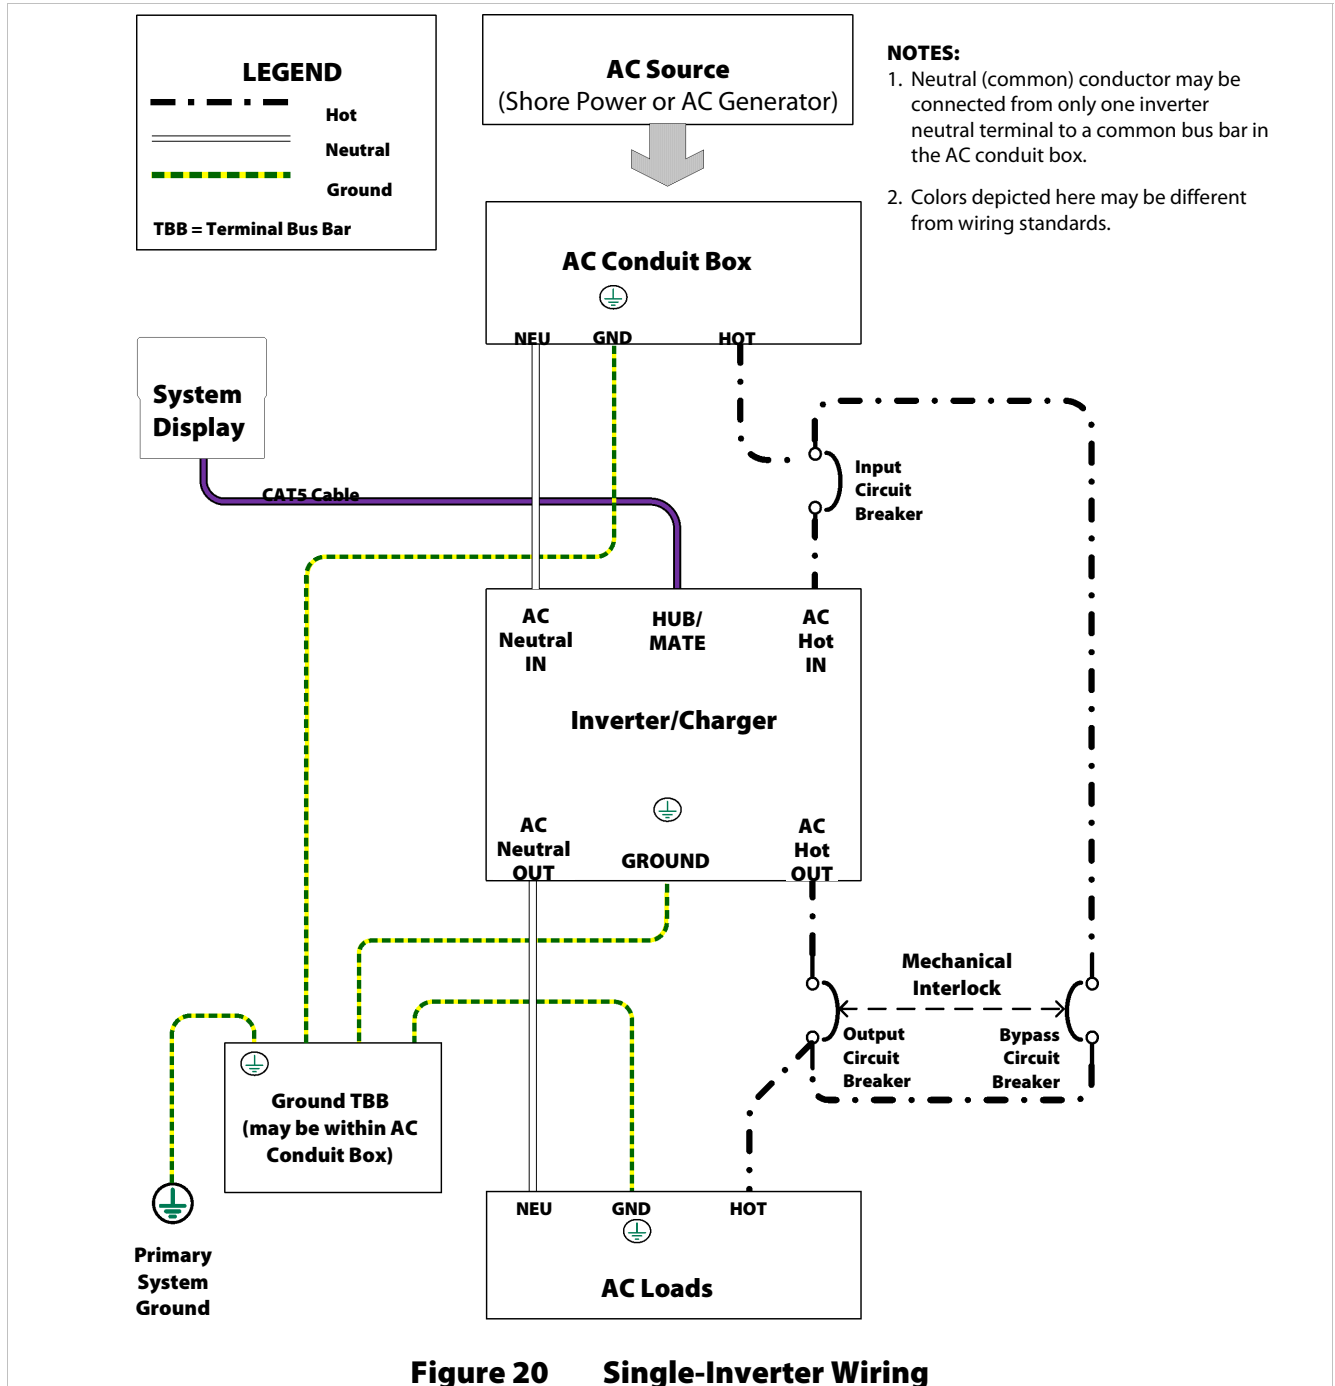 LEGEND
Hot
Neutral
Ground
TBB = Terminal Bus Bar
AC Source
(Shore Power or AC Generator)
NOTES:
1. Neutral (common) conductor may be
connected from only one inverter
neutral terminal to a common bus bar in
the AC conduit box.
2. Colors depicted here may be different
from wiring standards.
AC Conduit Box
NEU
GND
HOT
System
Display
CAT5 Cable
Input
Circuit
Breaker
AC
Neutral
IN
HUB/
MATE
AC
Hot
IN
Inverter/Charger
AC
Neutral
OUT
GROUND
AC
Hot
OUT
Mechanical
Interlock
Output
Circuit
Breaker
Bypass
Circuit
Breaker
Ground TBB
(may be within AC
Conduit Box)
Primary
System
Ground
NEU
GND
HOT
AC Loads
Figure 20 Single-Inverter Wiring